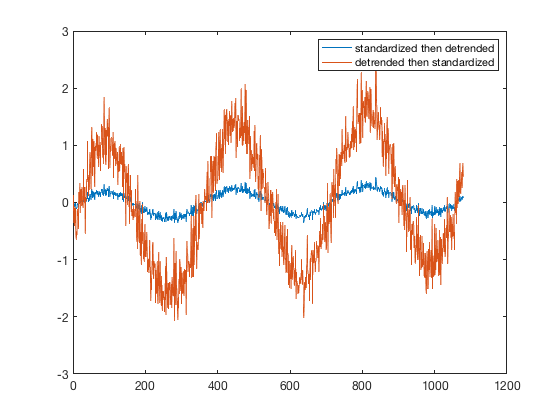 3
standardized then detrended
detrended then standardized
2
1
0
-1
-2
-3
0 200 400 600 800 1000 1200